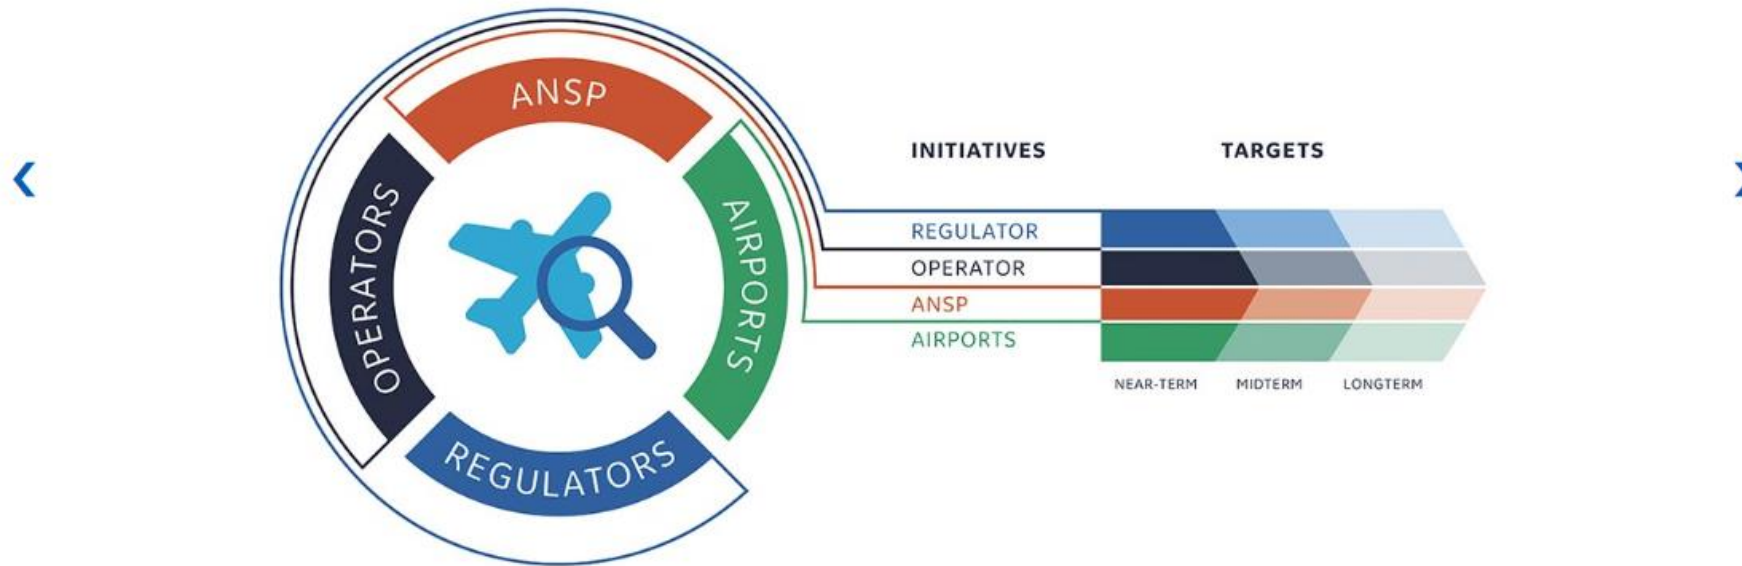 ANSP
OPERATORS
AIRPORTS
REGULATORS
INITIATIVES TARGETS
REGULATOR
OPERATOR
ANSP
AIRPORTS
NEAR-TERM MIDTERM LONGTERM